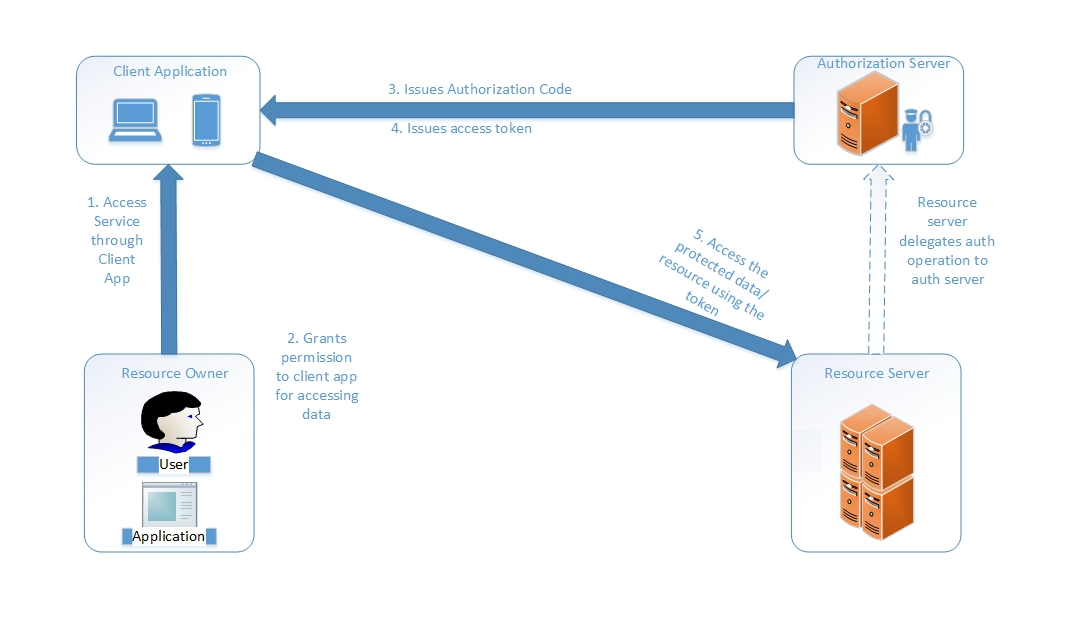 Client Application
Authorization Server
3. Issues Authorization Code
4. Issues access token
1. Access
Service
through
Client
App
Resource
server
delegates auth
operation to
auth server
5. Access the
protected data/
resource using the
token
2. Grants
permission
to client app
for accessing
data
Resource Owner
User
Application
Resource Server